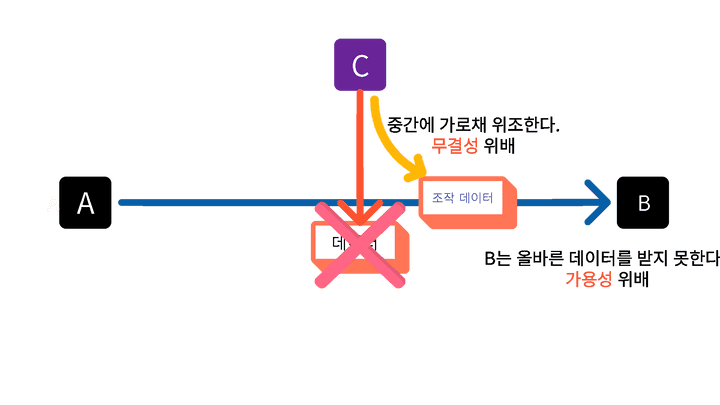 C
중간에 가로채 위조한다.
무결성 위배
A
조작 데이터
B
데이터
B는 올바른 데이터를 받지 못한다
가용성 위배